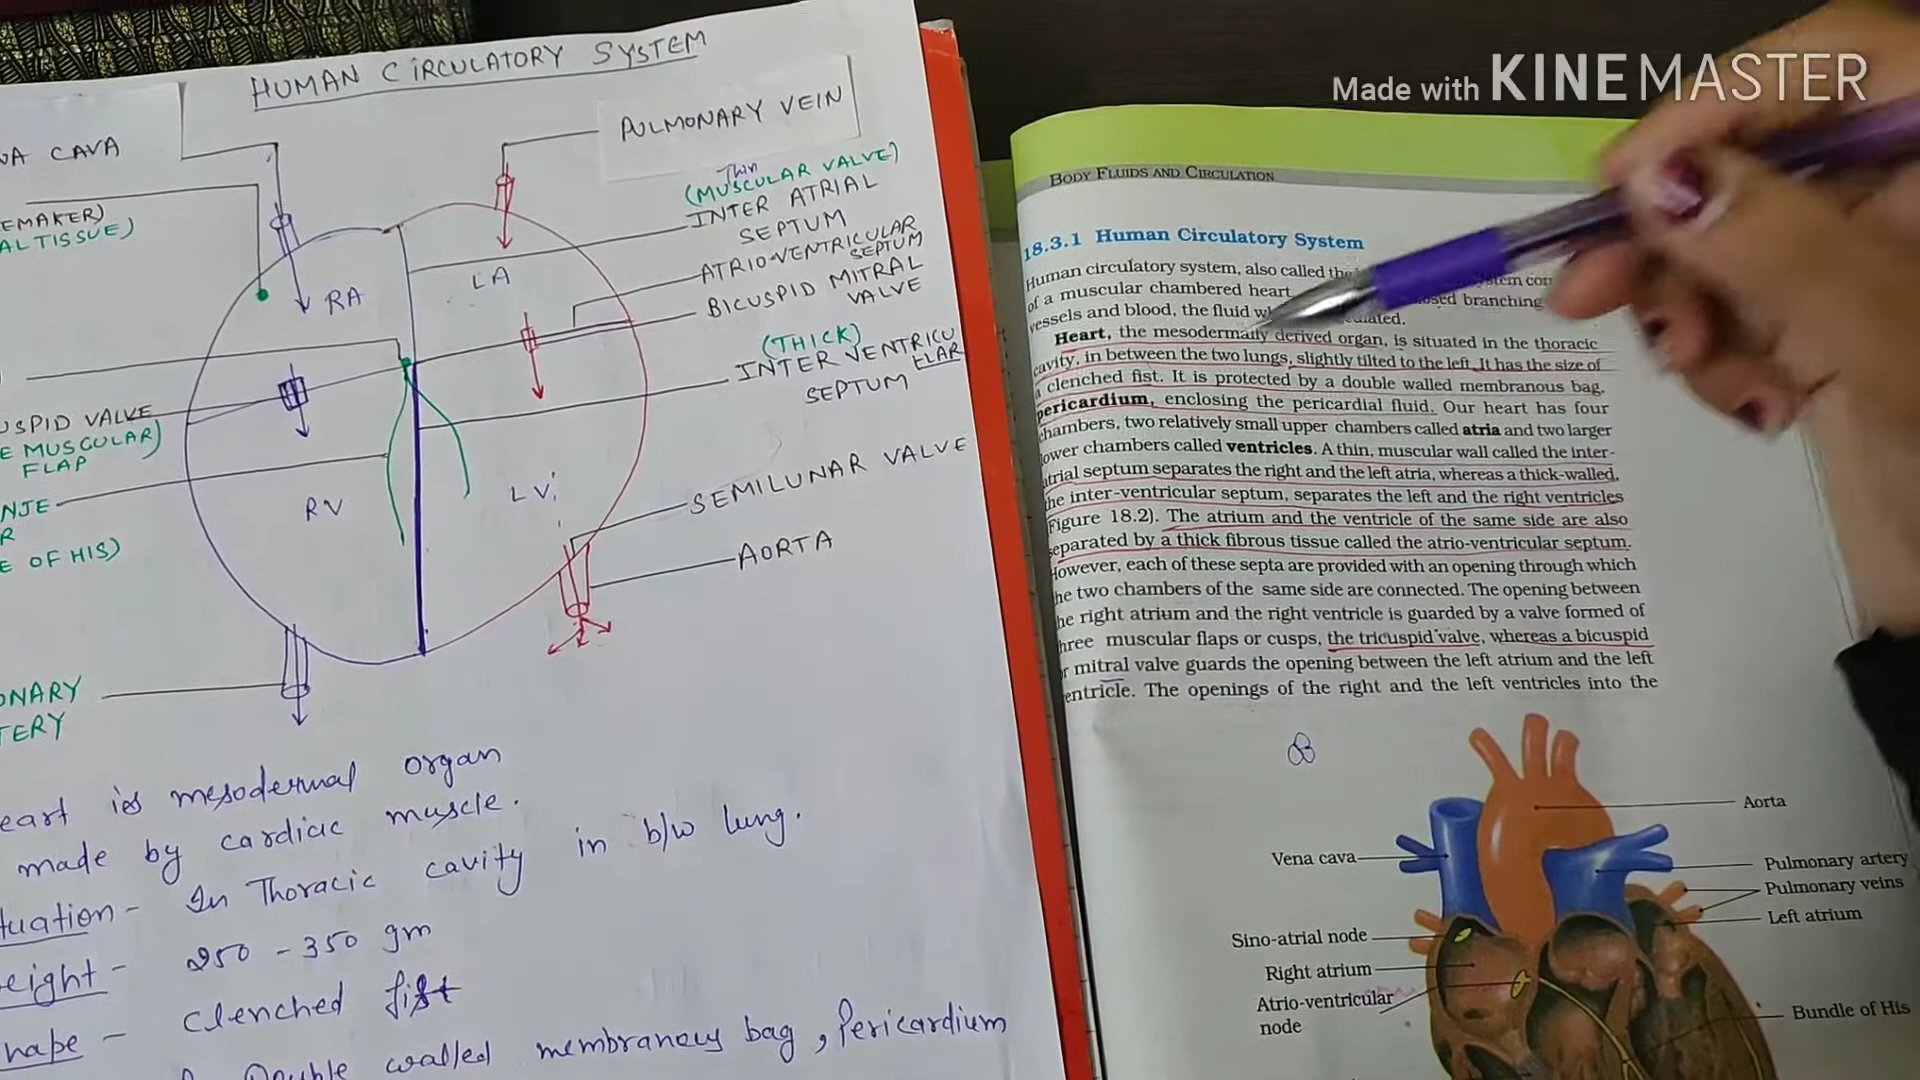 Made with KINEMASTER
HUMAN CIRCULATORY SYSTEM
CAVA
PULMONARY VEIN
Thin
(MUSCULAR VALVE)
INTER ATRIAL
SEPTUM
ATRIO-VENTRICULAR
SEPTUM
BICUSPID MITRAL
VALVE
(THICK)
INTER VENTRICU
LAR
SEPTUM
SEMILUNAR VALVE
AORTA
EMAKER)
AL TISSUE)
RA
LA
USPID VALVE
E MUSCULAR)
FLAP
NJE
R
E OF HIS)
RV
LV
ONARY
TERY
eart is mesodermal organ
made by cardiac muscle.
tuation - In Thoracic cavity in b/w lung.
eight - 250 - 350 gm
hape - clenched fist
Double walled membraneus bag, Pericardium
BODY FLUIDS AND CIRCULATION
18.3.1 Human Circulatory System
Human circulatory system, also called the stem con
of a muscular chambered heart, osed branching
vessels and blood, the fluid ulated.
Heart, the mesodermally derived organ, is situated in the thoracic
cavity, in between the two lungs, slightly tilted to the left. It has the size of
a clenched fist. It is protected by a double walled membranous bag,
pericardium, enclosing the pericardial fluid. Our heart has four
chambers, two relatively small upper chambers called atria and two larger
lower chambers called ventricles. A thin, muscular wall called the inter-
atrial septum separates the right and the left atria, whereas a thick-walled,
the inter-ventricular septum, separates the left and the right ventricles
(Figure 18.2). The atrium and the ventricle of the same side are also
separated by a thick fibrous tissue called the atrio-ventricular septum.
However, each of these septa are provided with an opening through which
the two chambers of the same side are connected. The opening between
the right atrium and the right ventricle is guarded by a valve formed of
three muscular flaps or cusps, the tricuspid valve, whereas a bicuspid
r mitral valve guards the opening between the left atrium and the left
entricle. The openings of the right and the left ventricles into the
Aorta
Vena cava
Pulmonary artery
Pulmonary veins
Left atrium
Sino-atrial node
Right atrium
Atrio-ventricular
node
Bundle of His